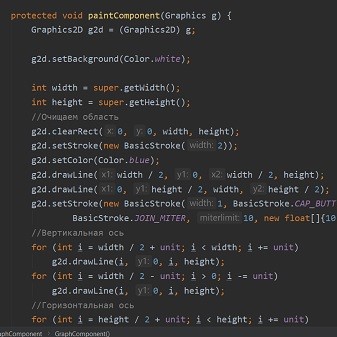 protected void paintComponent(Graphics g) {
Graphics2D g2d = (Graphics2D) g;
g2d.setBackground(Color.white);
int width = super.getWidth();
int height = super.getHeight();
//Очищаем область
g2d.clearRect( x: 0, y: 0, width, height);
g2d.setStroke(new BasicStroke( width: 2));
g2d.setColor(Color.blue);
g2d.drawLine( x1: width / 2, y1: 0, x2: width / 2, height);
g2d.drawLine( x1: 0, y1: height / 2, width, y2: height / 2);
g2d.setStroke(new BasicStroke( width: 1, BasicStroke.CAP_BUTT
BasicStroke.JOIN_MITER, miterlimit: 10, new float[]{10
//Вертикальная ось
for (int i = width / 2 + unit; i < width; i += unit)
g2d.drawLine(i, y1: 0, i, height);
for (int i = width / 2 - unit; i > 0; i -= unit)
g2d.drawLine(i, y1: 0, i, height);
//Горизонтальная ось
for (int i = height / 2 + unit; i < height; i += unit)
aphComponent > GraphComponent()